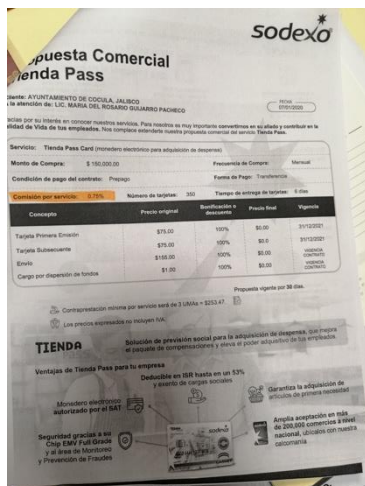 sodexo
puesta Comercial
ienda Pass
cliente: AYUNTAMIENTO DE COCULA, JALISCO
la atención de: LIC. MARIA DEL ROSARIO GUIJARRO PACHECO
FECHA
07/01/2020
acias por su interés en conocer nuestros servicios. Para nosotros es muy importante convertirnos en su aliado y contribuir en la
alidad de Vida de tus empleados. Nos complace extenderle nuestra propuesta comercial del servicio Tienda Pass.
Servicio: Tienda Pass Card (monedero electrónico para adquisición de despensa)
Monto de Compra: $ 150,000.00 Frecuencia de Compra: Mensual
Condición de pago del contrato: Prepago Forma de Pago: Transferencia
Comisión por servicio: 0.75% Número de tarjetas: 350 Tiempo de entrega de tarjetas: 6 días
Concepto Precio original Bonificación o descuento Precio final Vigencia
Tarjeta Primera Emisión $75.00 100% $0.00 31/12/2021
Tarjeta Subsecuente $75.00 100% $0.0 31/12/2021
Envío $155.00 100% $0.00 VIGENCIA CONTRATO
Cargo por dispersión de fondos $1.00 100% $0.00 VIGENCIA CONTRATO
Propuesta vigente por 30 días.
Contraprestación mínima por servicio será de 3 UMAs = $253.47.
Los precios expresados no incluyen IVA.
TIENDA
Solución de previsión social para la adquisición de despensa, que mejora
el paquete de compensaciones y eleva el poder adquisitivo de tus empleados.
Ventajas de Tienda Pass para tu empresa
Deducible en ISR hasta en un 53%
y exento de cargas sociales
Monedero electrónico
autorizado por el SAT
Garantiza la adquisición de
artículos de primera necesidad
Seguridad gracias a su
Chip EMV Full Grade
y al área de Monitoreo
y Prevención de Fraudes
sodexo
Amplia aceptación en más
de 200,000 comercios a nivel
nacional, ubícalos con nuestra
calcomanía